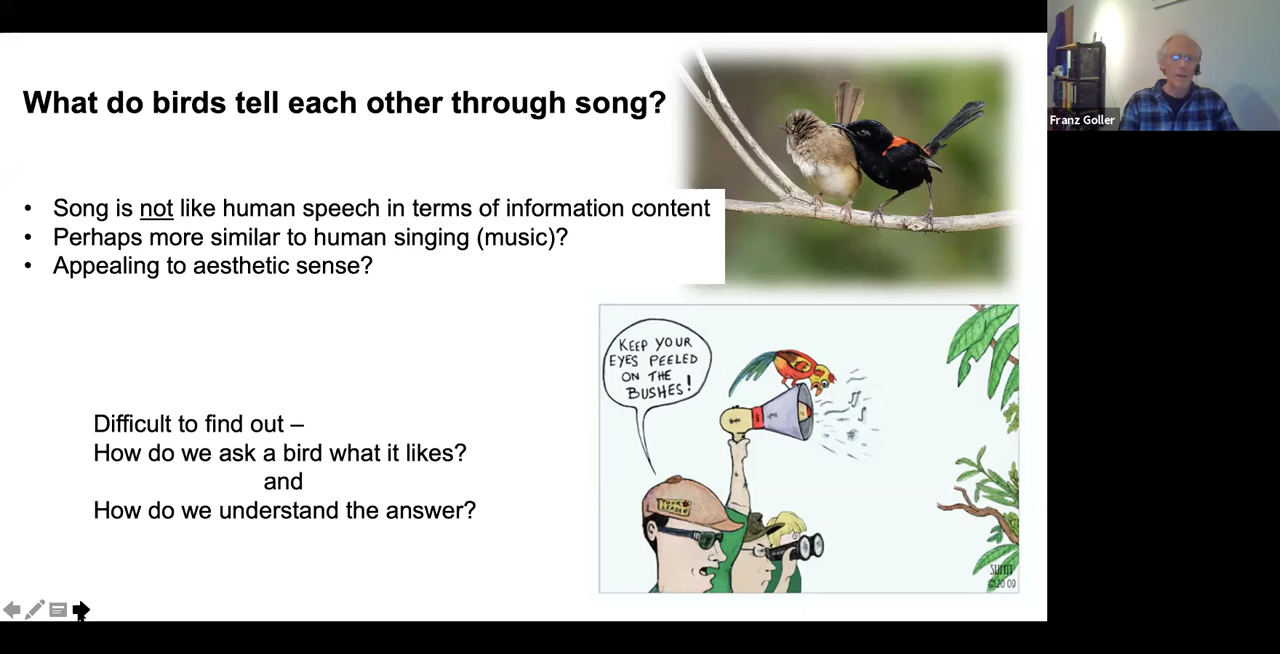 What do birds tell each other through song?
Franz Goller
• Song is not like human speech in terms of information content
• Perhaps more similar to human singing (music)?
• Appealing to aesthetic sense?
KEEP YOUR
EYES PEELED
ON THE
BUSHES!
Difficult to find out –
How do we ask a bird what it likes?
and
How do we understand the answer?
TOUR
LEADER